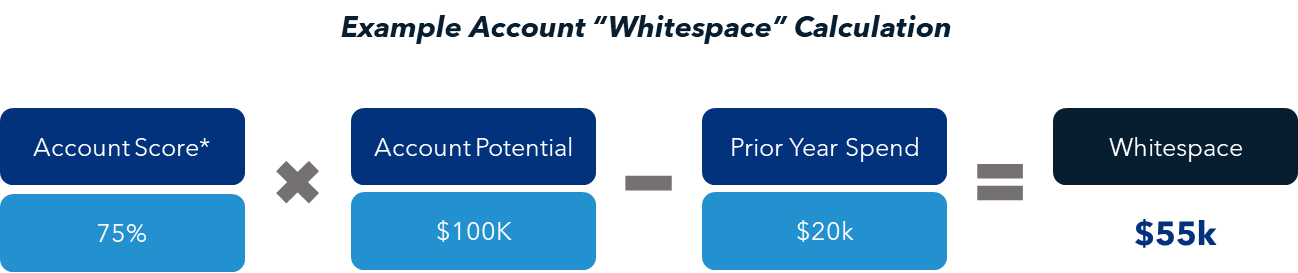 Example Account “Whitespace” Calculation
Account Score* × Account Potential − Prior Year Spend = Whitespace
75% $100K $20k $55k